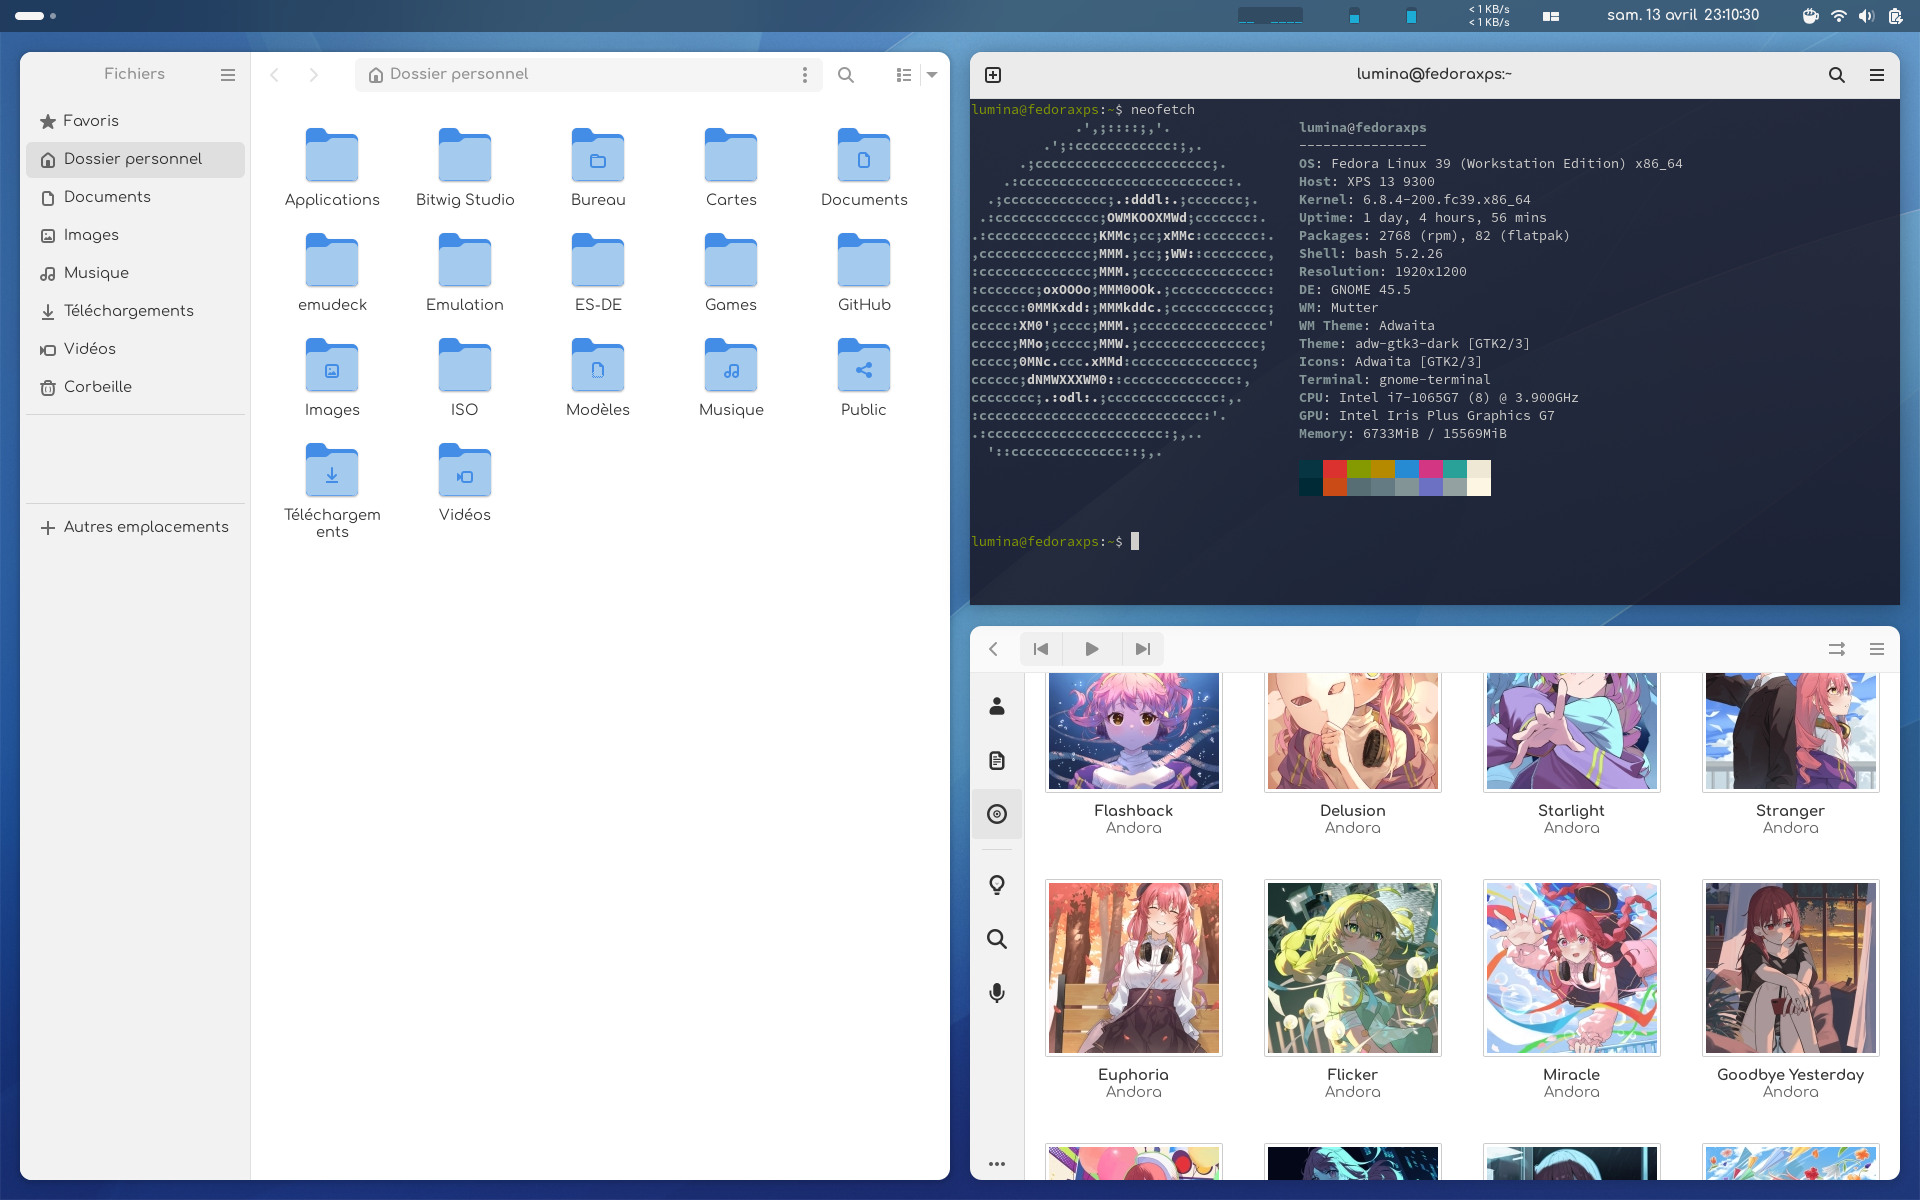 < 1 KB/s
< 1 KB/s
sam. 13 avril 23:10:30
Fichiers
Favoris
Dossier personnel
Documents
Images
Musique
Téléchargements
Vidéos
Corbeille
Autres emplacements
Dossier personnel
Applications
Bitwig Studio
Bureau
Cartes
Documents
emudeck
Emulation
ES-DE
Games
GitHub
Images
ISO
Modèles
Musique
Public
Téléchargem
ents
Vidéos
lumina@fedoraxps:~
lumina@fedoraxps:~$ neofetch
lumina@fedoraxps
----------------
OS: Fedora Linux 39 (Workstation Edition) x86_64
Host: XPS 13 9300
Kernel: 6.8.4-200.fc39.x86_64
Uptime: 1 day, 4 hours, 56 mins
Packages: 2768 (rpm), 82 (flatpak)
Shell: bash 5.2.26
Resolution: 1920x1200
DE: GNOME 45.5
WM: Mutter
WM Theme: Adwaita
Theme: adw-gtk3-dark [GTK2/3]
Icons: Adwaita [GTK2/3]
Terminal: gnome-terminal
CPU: Intel i7-1065G7 (8) @ 3.900GHz
GPU: Intel Iris Plus Graphics G7
Memory: 6733MiB / 15569MiB
lumina@fedoraxps:~$
Flashback
Andora
Delusion
Andora
Starlight
Andora
Stranger
Andora
Euphoria
Andora
Flicker
Andora
Miracle
Andora
Goodbye Yesterday
Andora